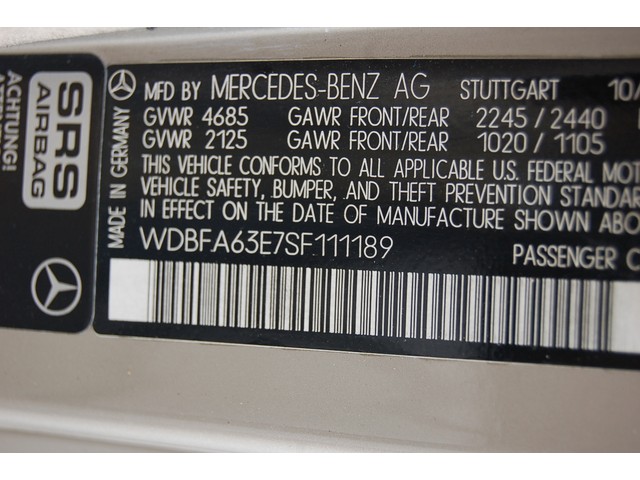 ACHTUNG!
SRS
AIRBAG
MADE IN GERMANY
MFD BY MERCEDES-BENZ AG STUTTGART 10/
GVWR 4685 GAWR FRONT/REAR 2245/2440
GVWR 2125 GAWR FRONT/REAR 1020/1105
THIS VEHICLE CONFORMS TO ALL APPLICABLE U.S. FEDERAL MOT
VEHICLE SAFETY, BUMPER, AND THEFT PREVENTION STANDA
EFFECT ON THE DATE OF MANUFACTURE SHOWN ABO
WDBFA63E7SF111189 PASSENGER C